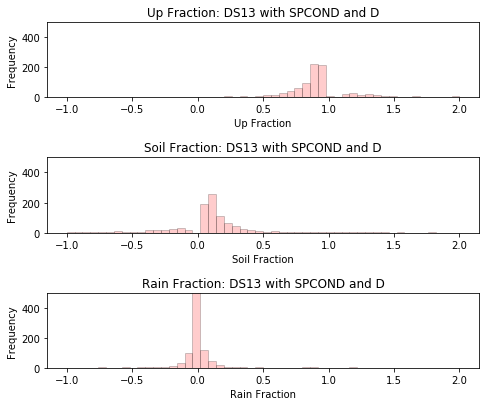 Up Fraction: DS13 with SPCOND and D
Frequency
400
200
0
-1.0 -0.5 0.0 0.5 1.0 1.5 2.0
Up Fraction
Soil Fraction: DS13 with SPCOND and D
Frequency
400
200
0
-1.0 -0.5 0.0 0.5 1.0 1.5 2.0
Soil Fraction
Rain Fraction: DS13 with SPCOND and D
Frequency
400
200
0
-1.0 -0.5 0.0 0.5 1.0 1.5 2.0
Rain Fraction